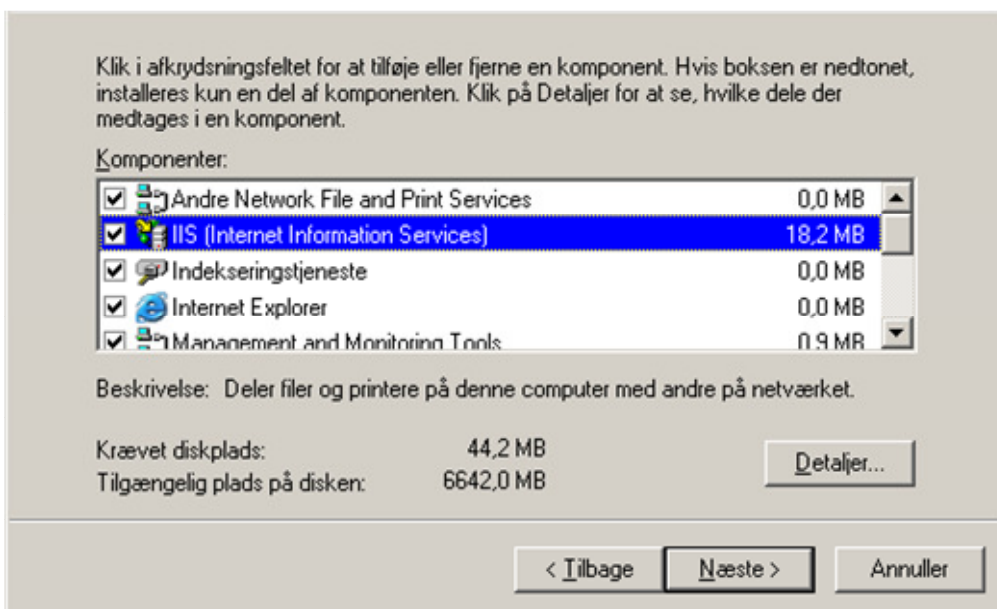 Klik i afkrydsningsfeltet for at tilføje eller fjerne en komponent. Hvis boksen er nedtonet,
installeres kun en del af komponenten. Klik på Detaljer for at se, hvilke dele der
medtages i en komponent.
Komponenter:
Andre Network File and Print Services 0,0 MB
IIS (Internet Information Services) 18,2 MB
Indekseringstjeneste 0,0 MB
Internet Explorer 0,0 MB
Management and Monitoring Tools 0,9 MB
Beskrivelse: Deler filer og printere på denne computer med andre på netværket.
Krævet diskplads: 44,2 MB
Tilgængelig plads på disken: 6642,0 MB
Detaljer...
< Tilbage Næste > Annuller